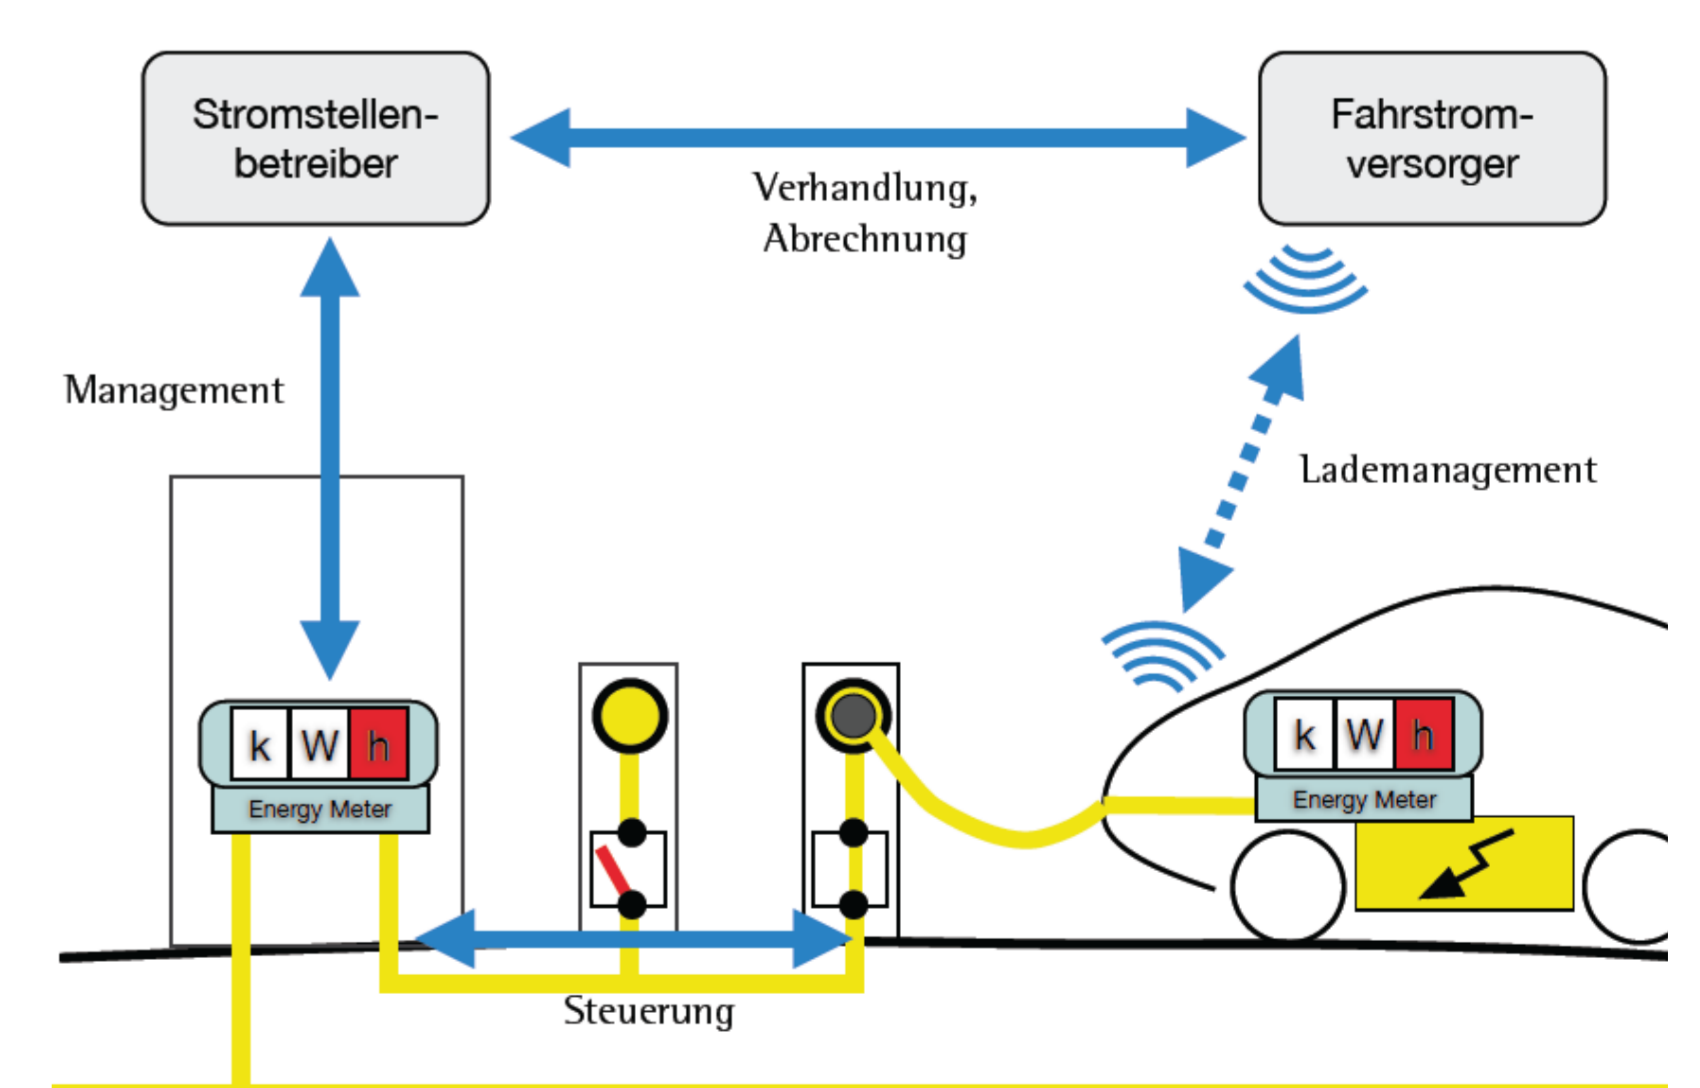 Stromstellen-
betreiber
Fahrstrom-
versorger
Verhandlung,
Abrechnung
Management
Lademanagement
k W h
Energy Meter
k W h
Energy Meter
Steuerung